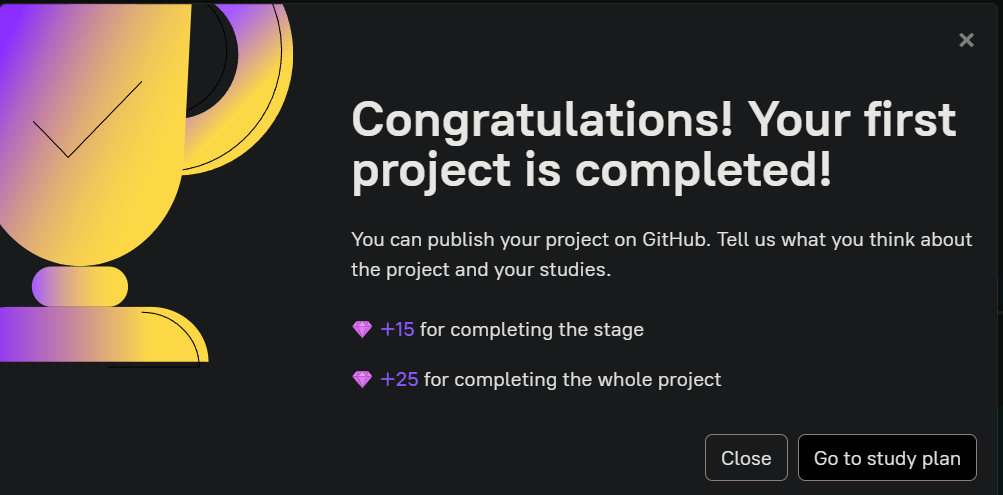 Congratulations! Your first
project is completed!
You can publish your project on GitHub. Tell us what you think about
the project and your studies.
+15 for completing the stage
+25 for completing the whole project
Close
Go to study plan